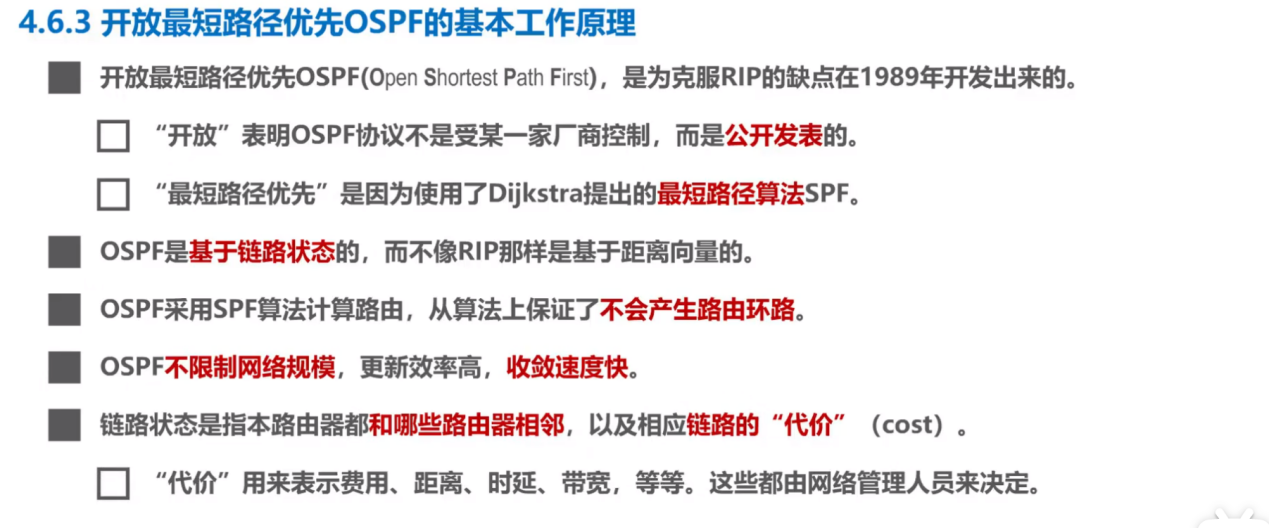 4.6.3 开放最短路径优先OSPF的基本工作原理
开放最短路径优先OSPF(Open Shortest Path First)，是为克服RIP的缺点在1989年开发出来的。
“开放”表明OSPF协议不是受某一家厂商控制，而是公开发表的。
“最短路径优先”是因为使用了Dijkstra提出的最短路径算法SPF。
OSPF是基于链路状态的，而不像RIP那样是基于距离向量的。
OSPF采用SPF算法计算路由，从算法上保证了不会产生路由环路。
OSPF不限制网络规模，更新效率高，收敛速度快。
链路状态是指本路由器都和哪些路由器相邻，以及相应链路的“代价”（cost）。
“代价”用来表示费用、距离、时延、带宽，等等。这些都由网络管理人员来决定。